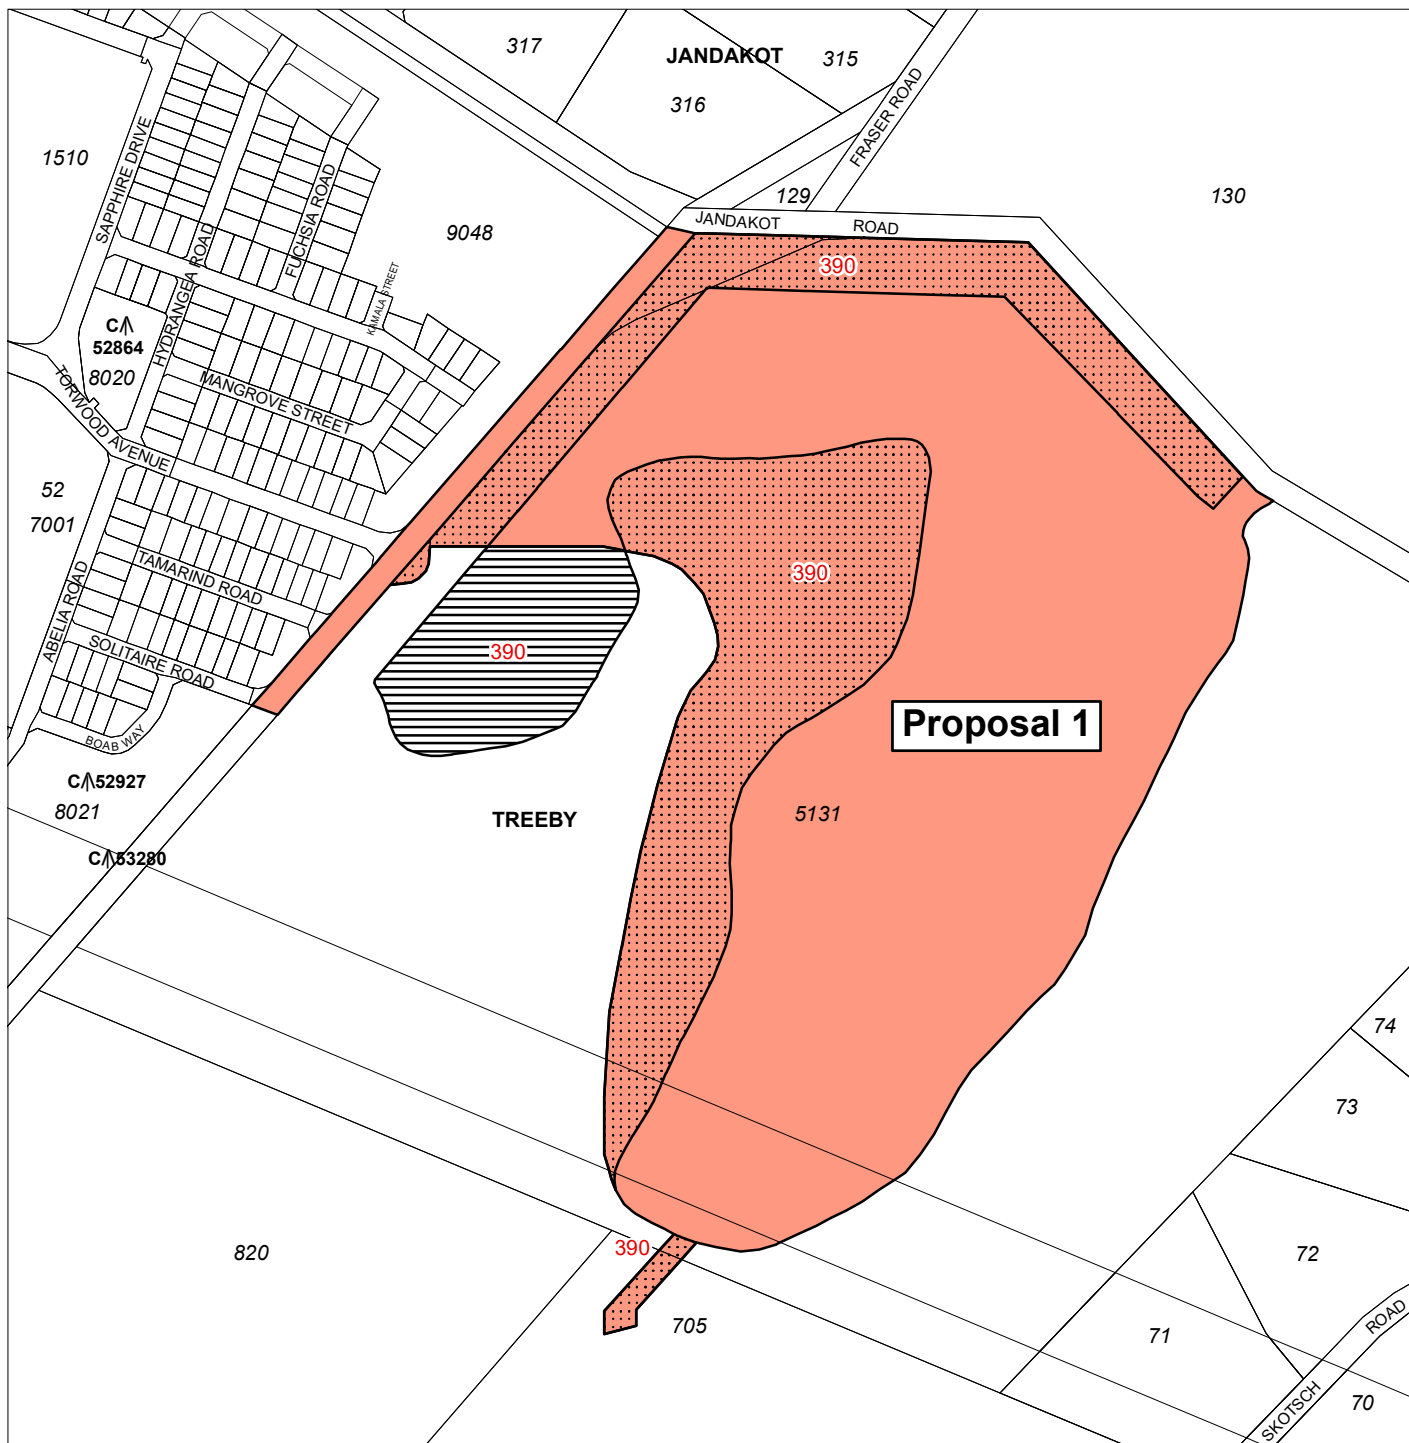 317
JANDAKOT
315
316
FRASER ROAD
1510
SAPPHIRE DRIVE
FUCHSIA ROAD
129
130
9048
JANDAKOT ROAD
HYDRANGEA ROAD
KAMALA STREET
390
C
52864
8020
MANGROVE STREET
TORWOOD AVENUE
52
7001
TAMARIND ROAD
390
ABELIA ROAD
SOLITAIRE ROAD
390
Proposal 1
BOAB WAY
C 52927
8021
TREEBY
5131
C 53280
74
73
820
390
72
705
71
SKOTSCH ROAD
70